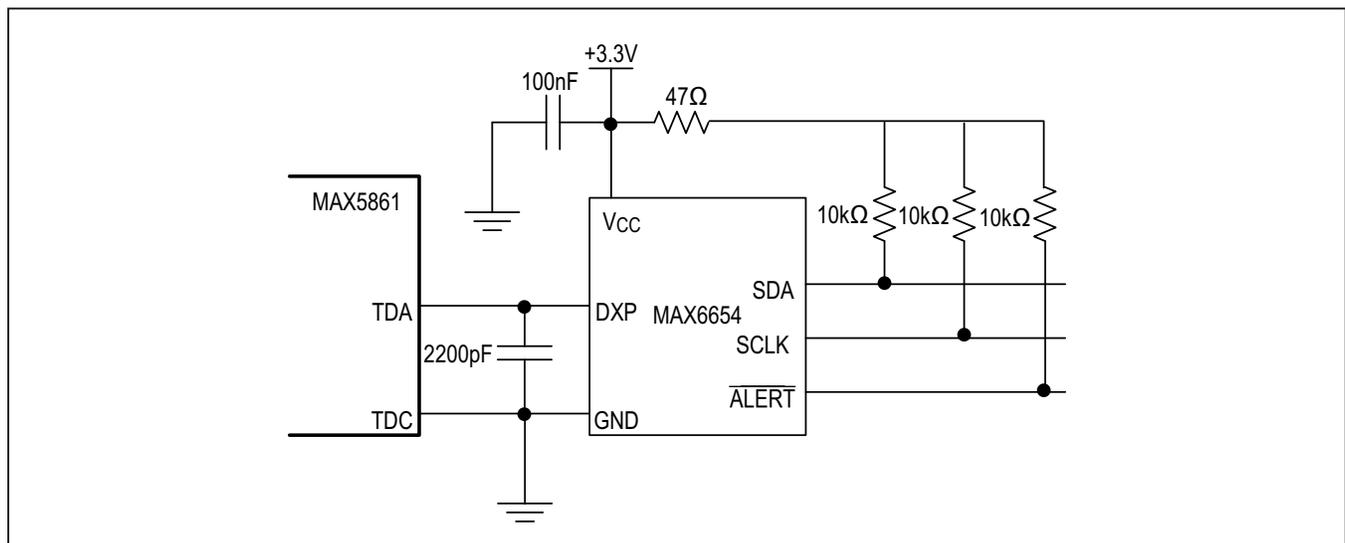 +3.3V
100nF
47Ω
MAX5861
VCC
10kΩ
10kΩ
10kΩ
SDA
TDA
DXP
MAX6654
SCLK
2200pF
ALERT
TDC
GND